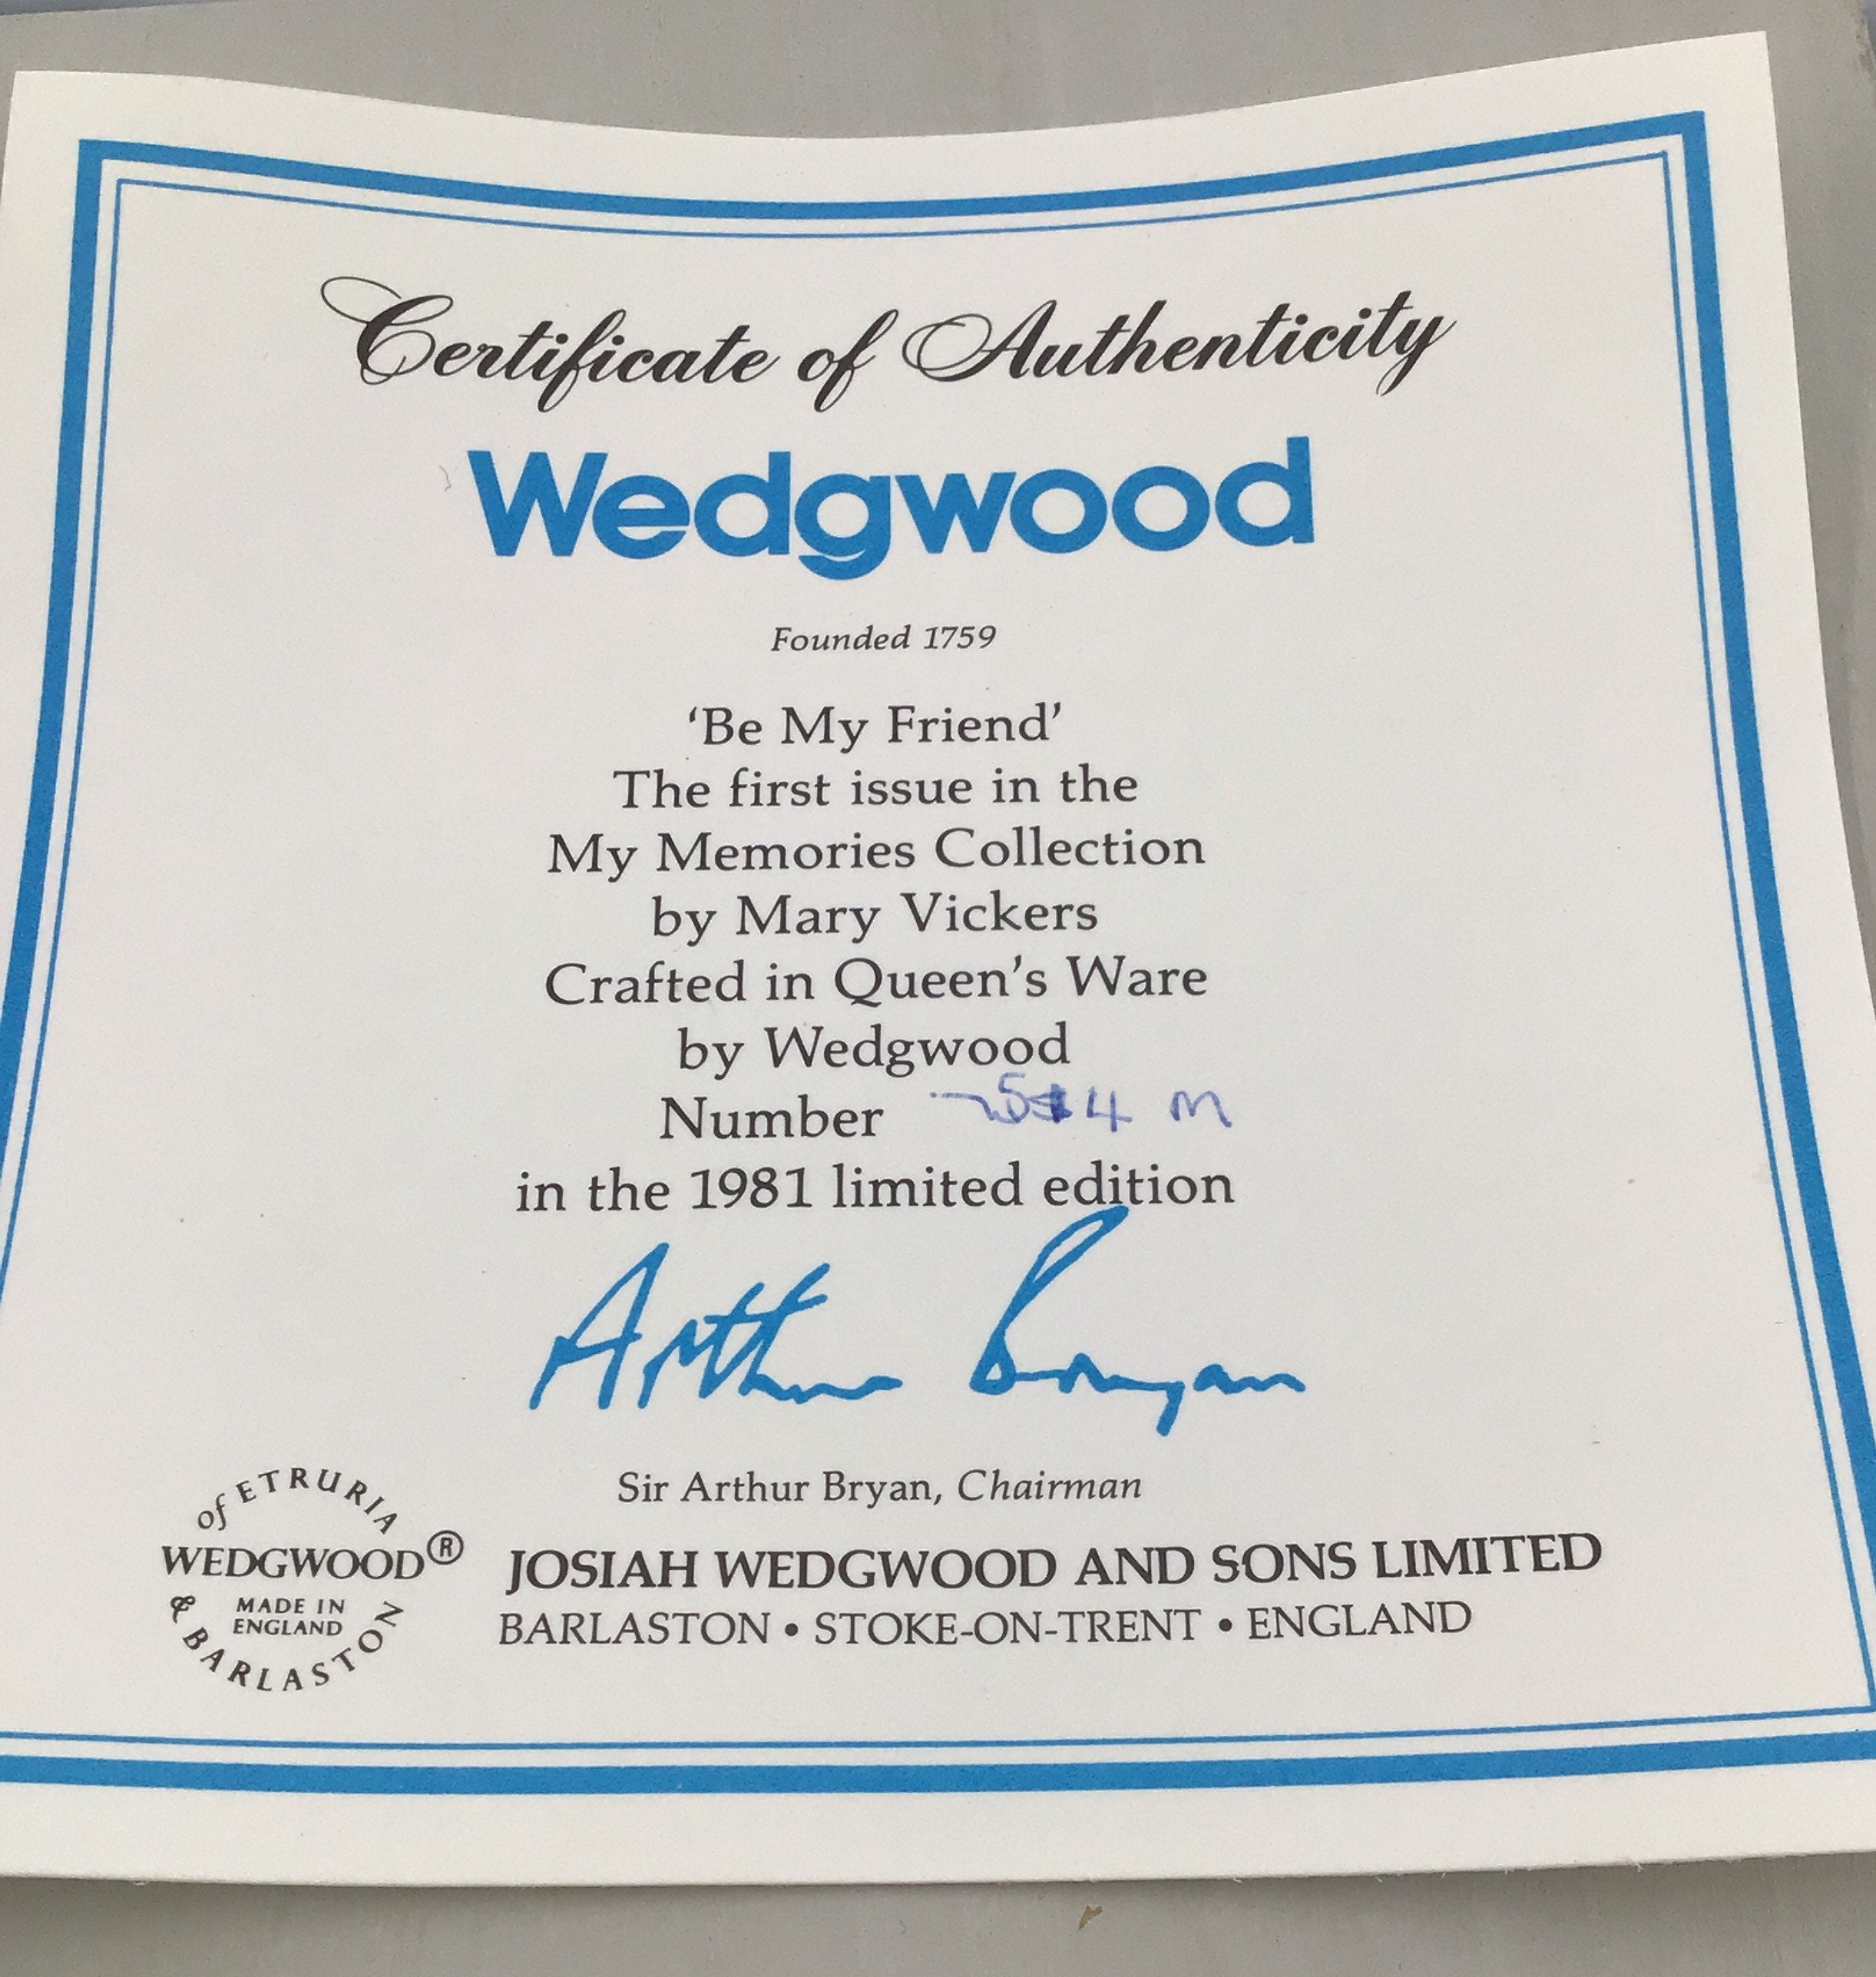 Certificate of Authenticity
Wedgwood
Founded 1759
‘Be My Friend’
The first issue in the
My Memories Collection
by Mary Vickers
Crafted in Queen’s Ware
by Wedgwood
Number
in the 1981 limited edition
Arthur Bryan
Sir Arthur Bryan, Chairman
of ETRURIA
WEDGWOOD®
MADE IN
ENGLAND
& BARLASTON
JOSIAH WEDGWOOD AND SONS LIMITED
BARLASTON • STOKE-ON-TRENT • ENGLAND